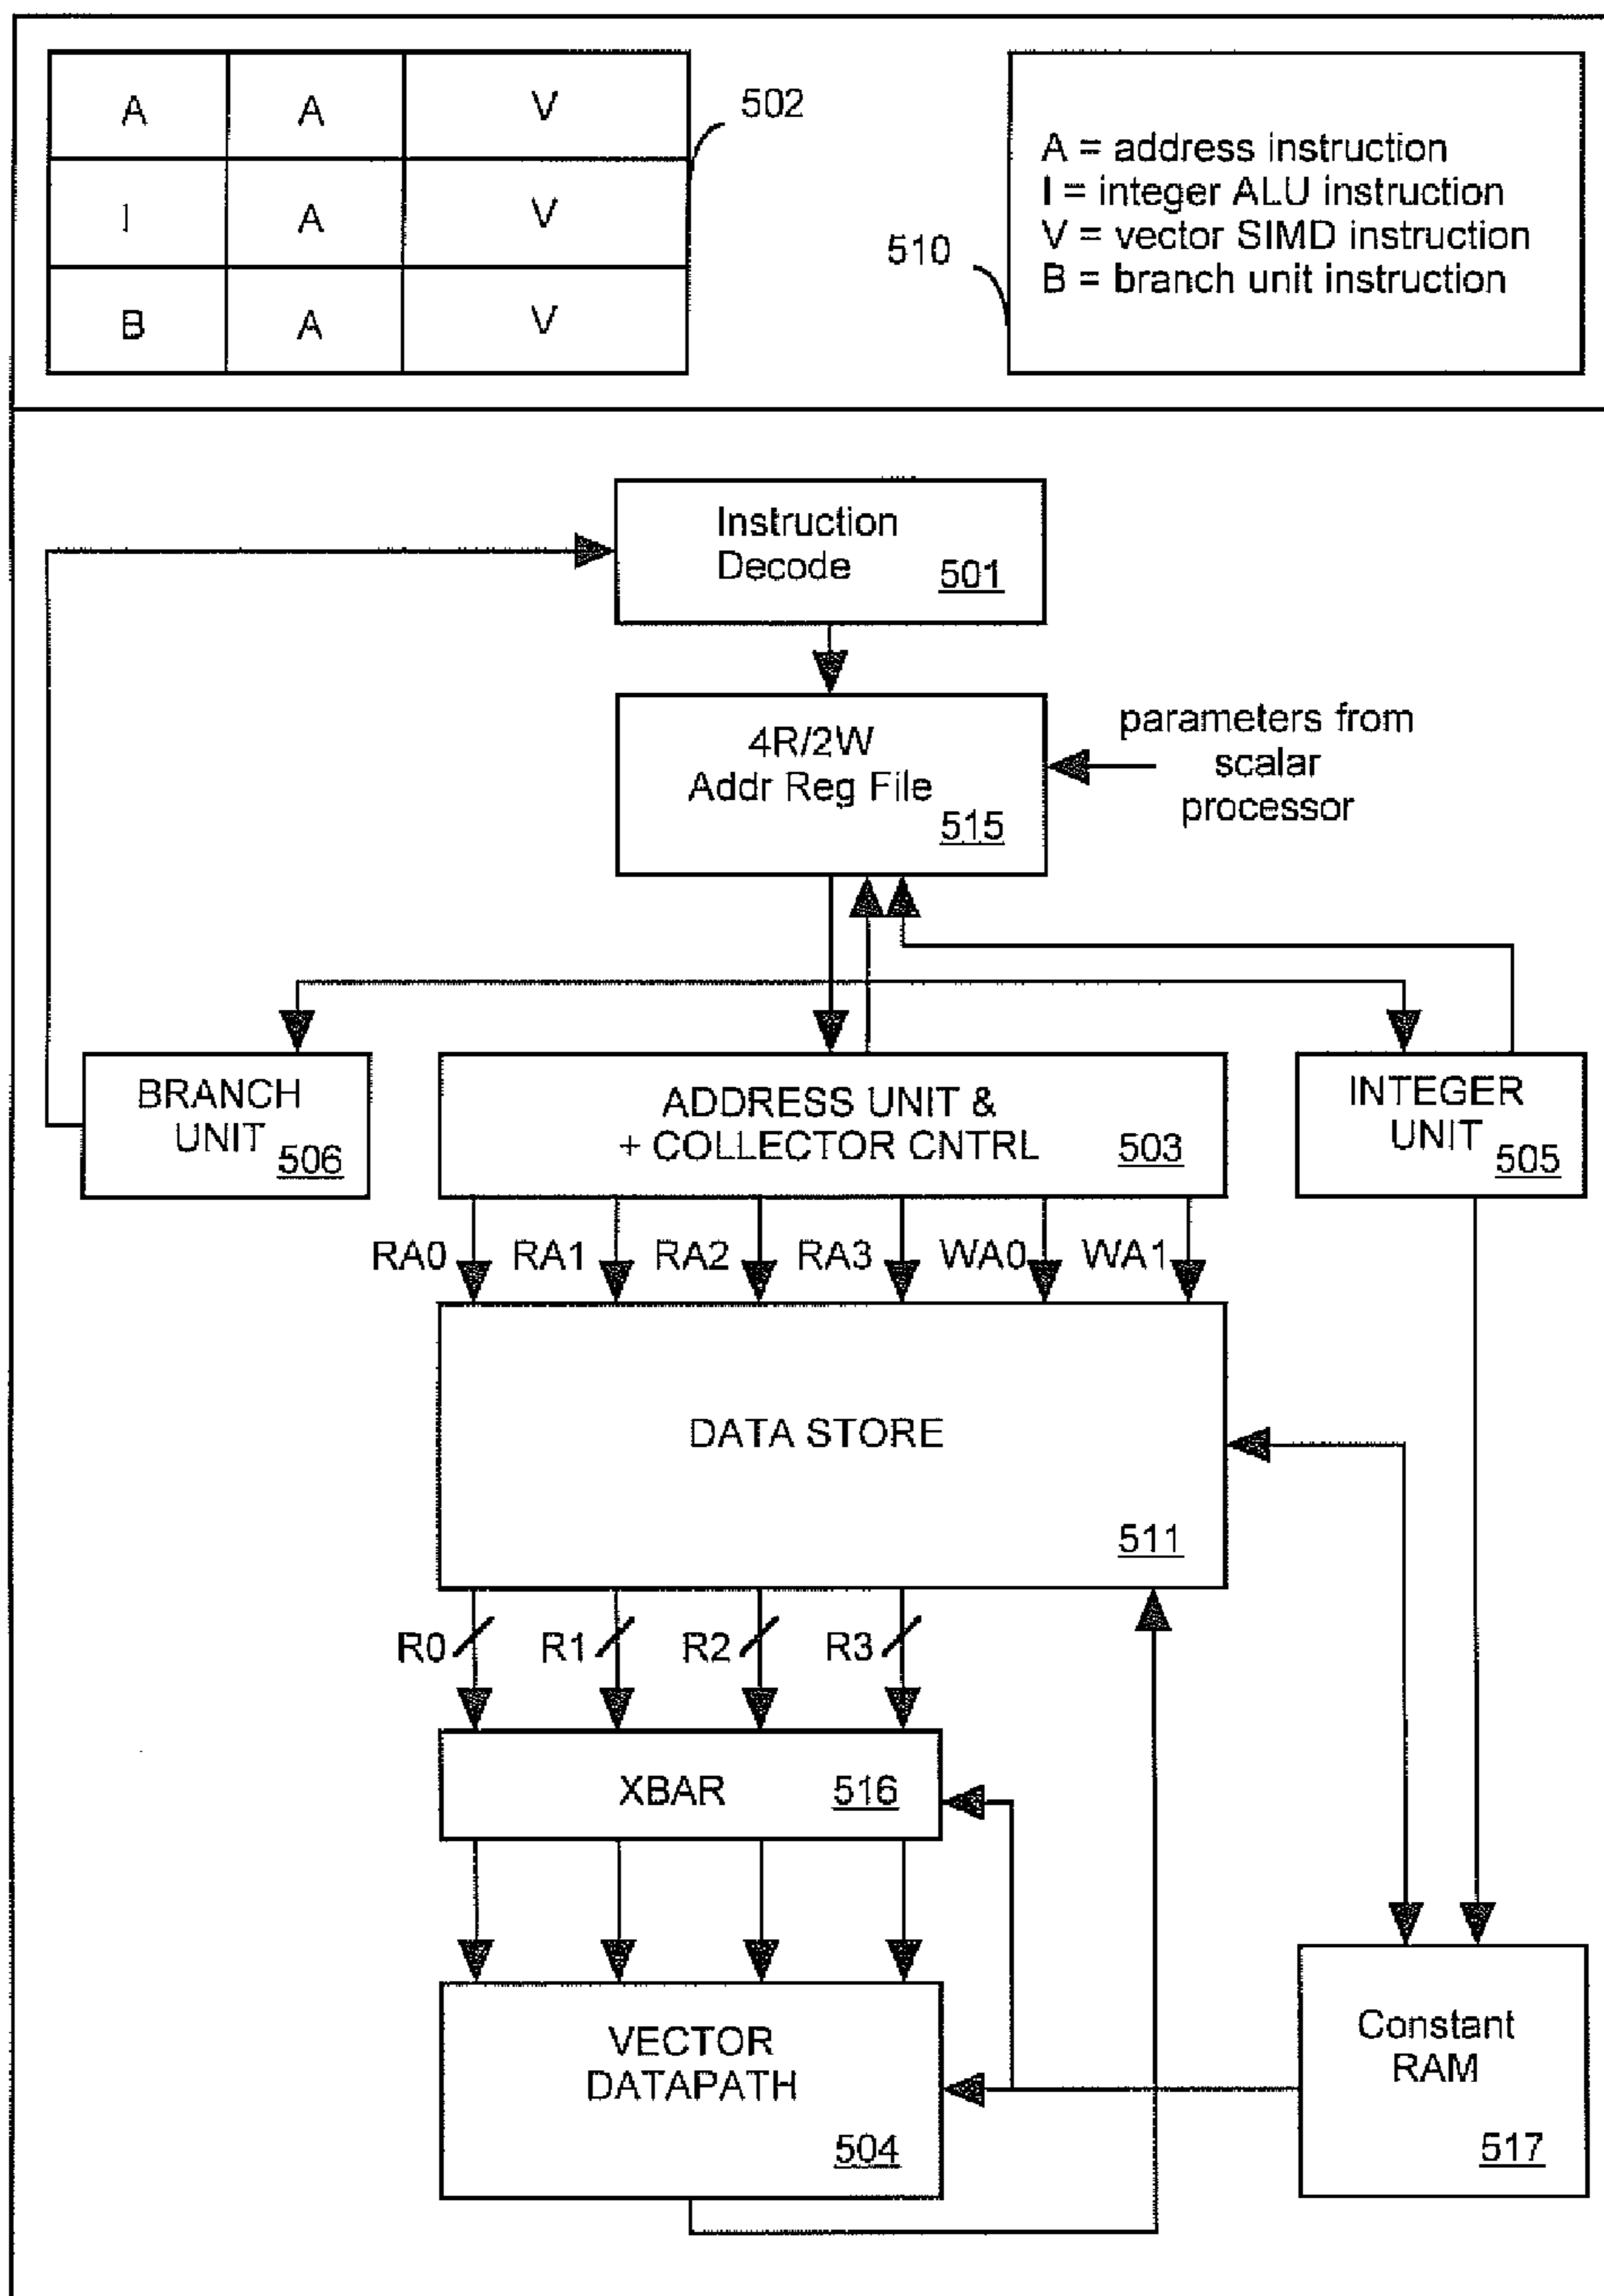 A A V
502
I A V
B A V
A = address instruction
I = integer ALU instruction
V = vector SIMD instruction
B = branch unit instruction
510
Instruction
Decode 501
4R/2W
Addr Reg File
515
parameters from
scalar
processor
BRANCH
UNIT
506
ADDRESS UNIT &
+ COLLECTOR CNTRL 503
INTEGER
UNIT
505
RA0 RA1 RA2 RA3 WA0 WA1
DATA STORE
511
R0 R1 R2 R3
XBAR 516
VECTOR
DATAPATH
504
Constant
RAM
517